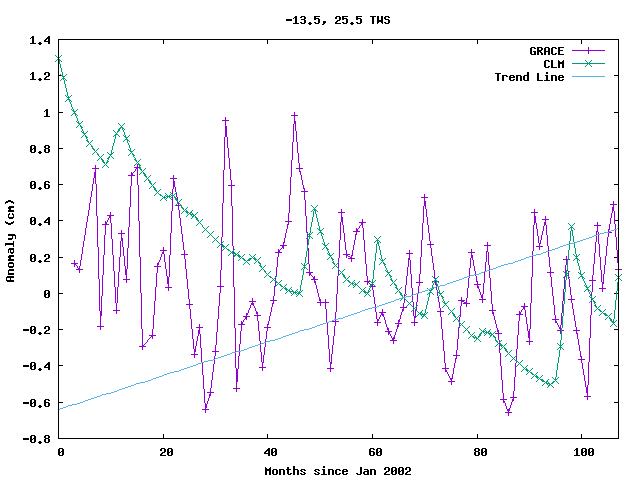 -13.5, 25.5 TWS
GRACE
CLM
Trend Line
1.4
1.2
1
0.8
0.6
0.4
0.2
0
-0.2
-0.4
-0.6
-0.8
Anomaly (cm)
0 20 40 60 80 100
Months since Jan 2002